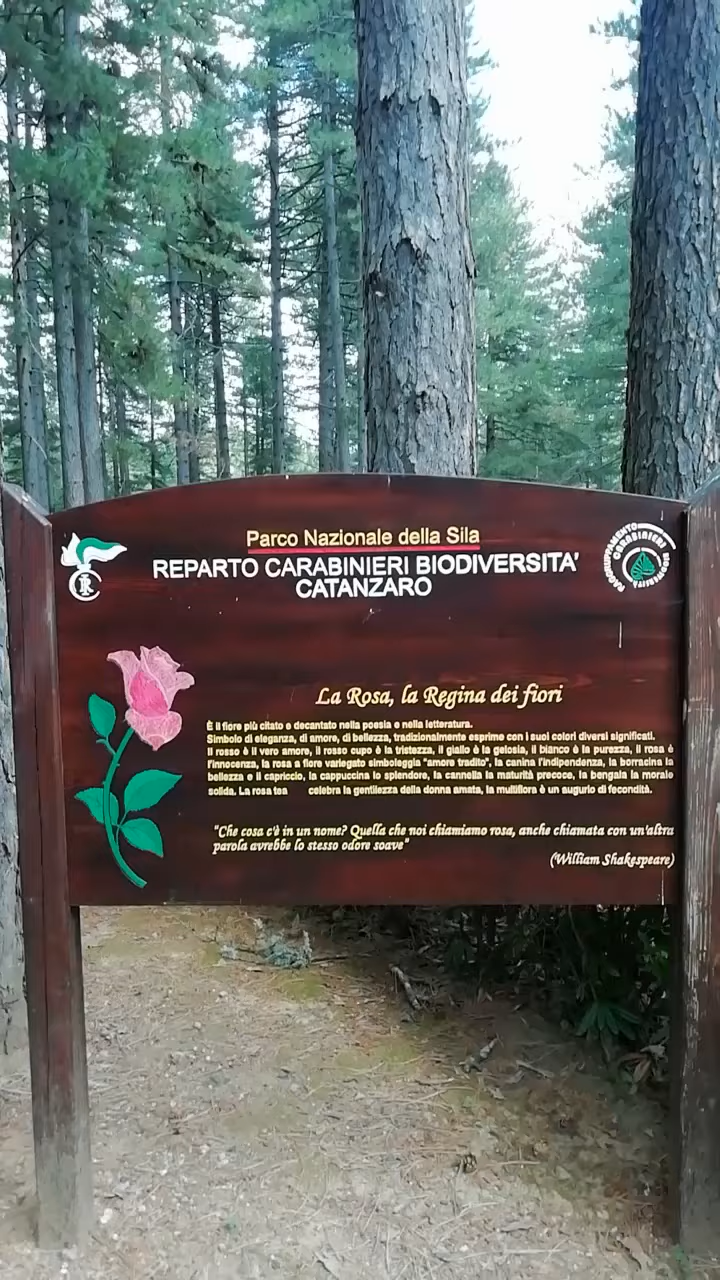 Parco Nazionale della Sila
REPARTO CARABINIERI BIODIVERSITA'
CATANZARO
RAGGRUPPAMENTO
CARABINIERI
BIODIVERSITÀ
La Rosa, la Regina dei fiori
È il fiore più citato e decantato nella poesia e nella letteratura.
Simbolo di eleganza, di amore, di bellezza, tradizionalmente esprime con i suoi colori diversi significati.
Il rosso è il vero amore, il rosso cupo è la tristezza, il giallo è la gelosia, il bianco è la purezza, il rosa è
l'innocenza, la rosa a fiore variegato simboleggia "amore tradito", la canina l'indipendenza, la borracina la
bellezza e il capriccio, la cappuccina lo splendore, la cannella la maturità precoce, la bengala la morale
solida. La rosa tea celebra la gentilezza della donna amata, la multiflora è un augurio di fecondità.
"Che cosa c'è in un nome? Quella che noi chiamiamo rosa, anche chiamata con un'altra
parola avrebbe lo stesso odore soave"
(William Shakespeare)